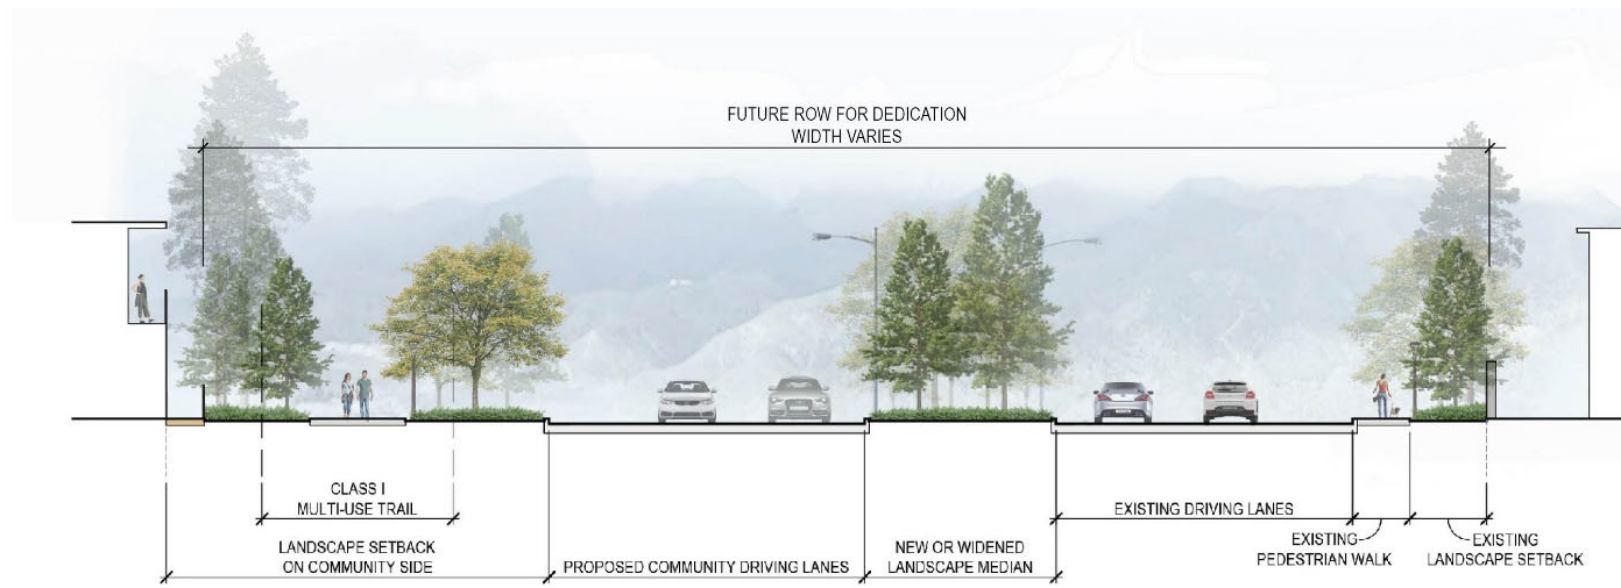 FUTURE ROW FOR DEDICATION
WIDTH VARIES
CLASS I
MULTI-USE TRAIL
EXISTING DRIVING LANES
LANDSCAPE SETBACK
ON COMMUNITY SIDE
PROPOSED COMMUNITY DRIVING LANES
NEW OR WIDENED
LANDSCAPE MEDIAN
EXISTING
PEDESTRIAN WALK
EXISTING
LANDSCAPE SETBACK